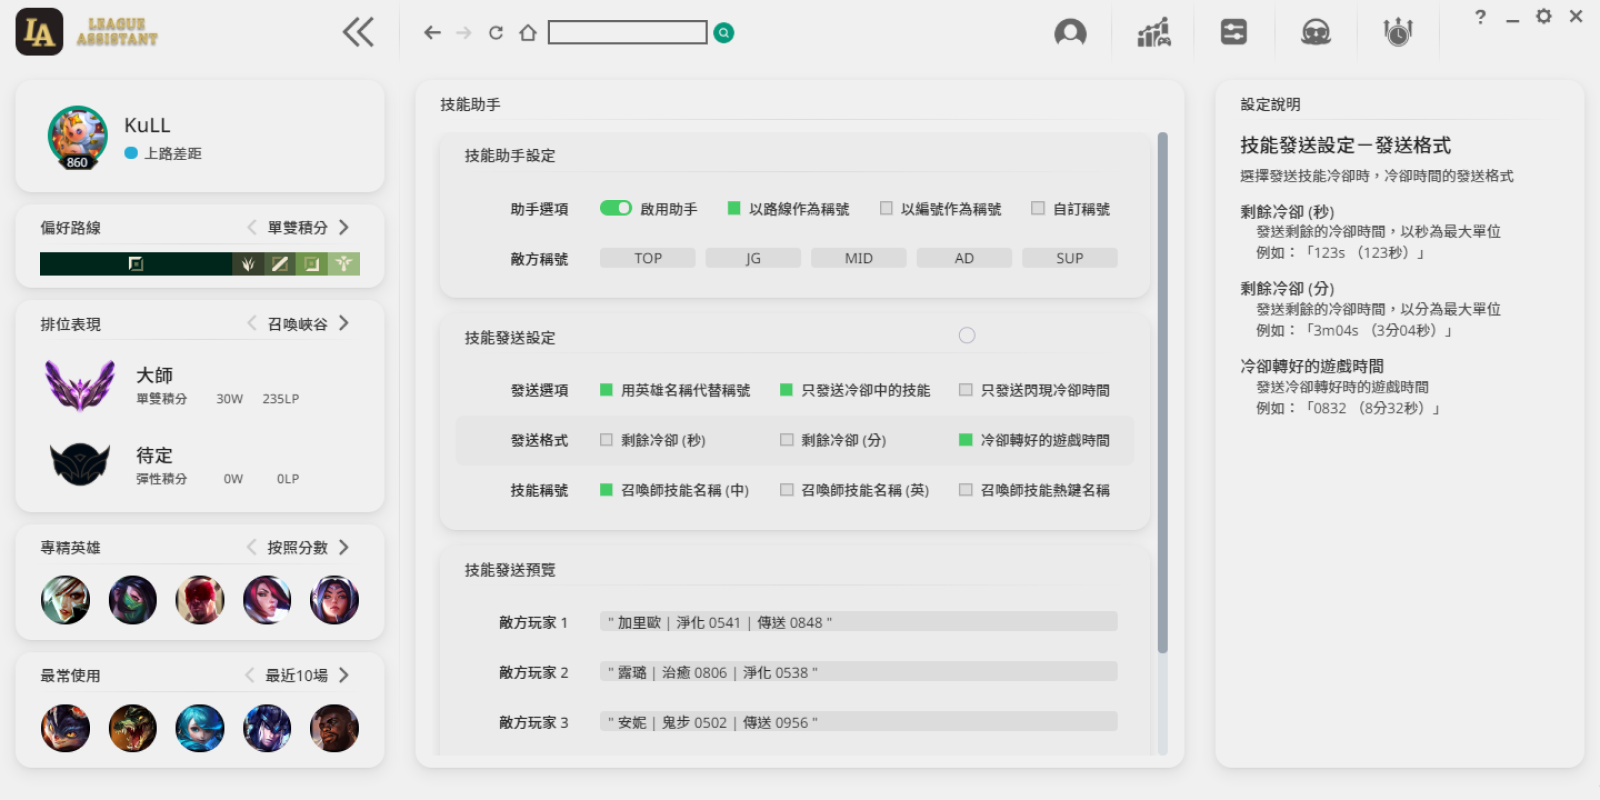 LA
LEAGUE
ASSISTANT
?
KuLL
上路差距
860
偏好路線
單雙積分
排位表現
召喚峽谷
大師
單雙積分 30W 235LP
待定
彈性積分 0W 0LP
專精英雄
按照分數
最常使用
最近10場
技能助手
技能助手設定
助手選項 啟用助手 以路線作為稱號 以編號作為稱號 自訂稱號
敵方稱號 TOP JG MID AD SUP
技能發送設定
發送選項 用英雄名稱代替稱號 只發送冷卻中的技能 只發送閃現冷卻時間
發送格式 剩餘冷卻 (秒) 剩餘冷卻 (分) 冷卻轉好的遊戲時間
技能稱號 召喚師技能名稱 (中) 召喚師技能名稱 (英) 召喚師技能熱鍵名稱
技能發送預覽
敵方玩家 1 " 加里歐 | 淨化 0541 | 傳送 0848 "
敵方玩家 2 " 露璐 | 治癒 0806 | 淨化 0538 "
敵方玩家 3 " 安妮 | 鬼步 0502 | 傳送 0956 "
設定說明
技能發送設定－發送格式
選擇發送技能冷卻時，冷卻時間的發送格式
剩餘冷卻 (秒)
發送剩餘的冷卻時間，以秒為最大單位
例如：「123s （123秒）」
剩餘冷卻 (分)
發送剩餘的冷卻時間，以分為最大單位
例如：「3m04s （3分04秒）」
冷卻轉好的遊戲時間
發送冷卻轉好時的遊戲時間
例如：「0832 （8分32秒）」